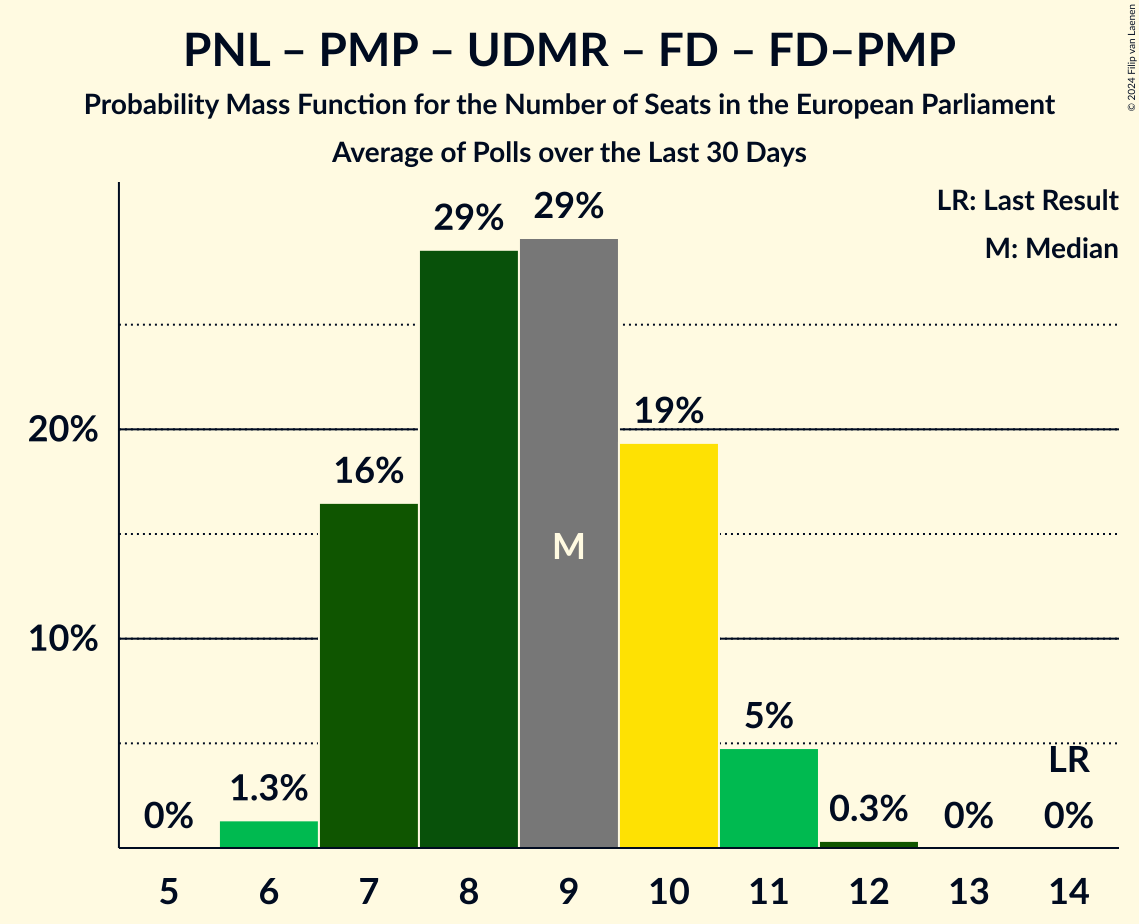 PNL – PMP – UDMR – FD – FD–PMP
Probability Mass Function for the Number of Seats in the European Parliament
Average of Polls over the Last 30 Days
© 2024 Filip van Laenen
LR: Last Result
M: Median
20%
10%
0%
1.3%
16%
29%
29%
M
19%
5%
0.3%
0%
LR
0%
5 6 7 8 9 10 11 12 13 14